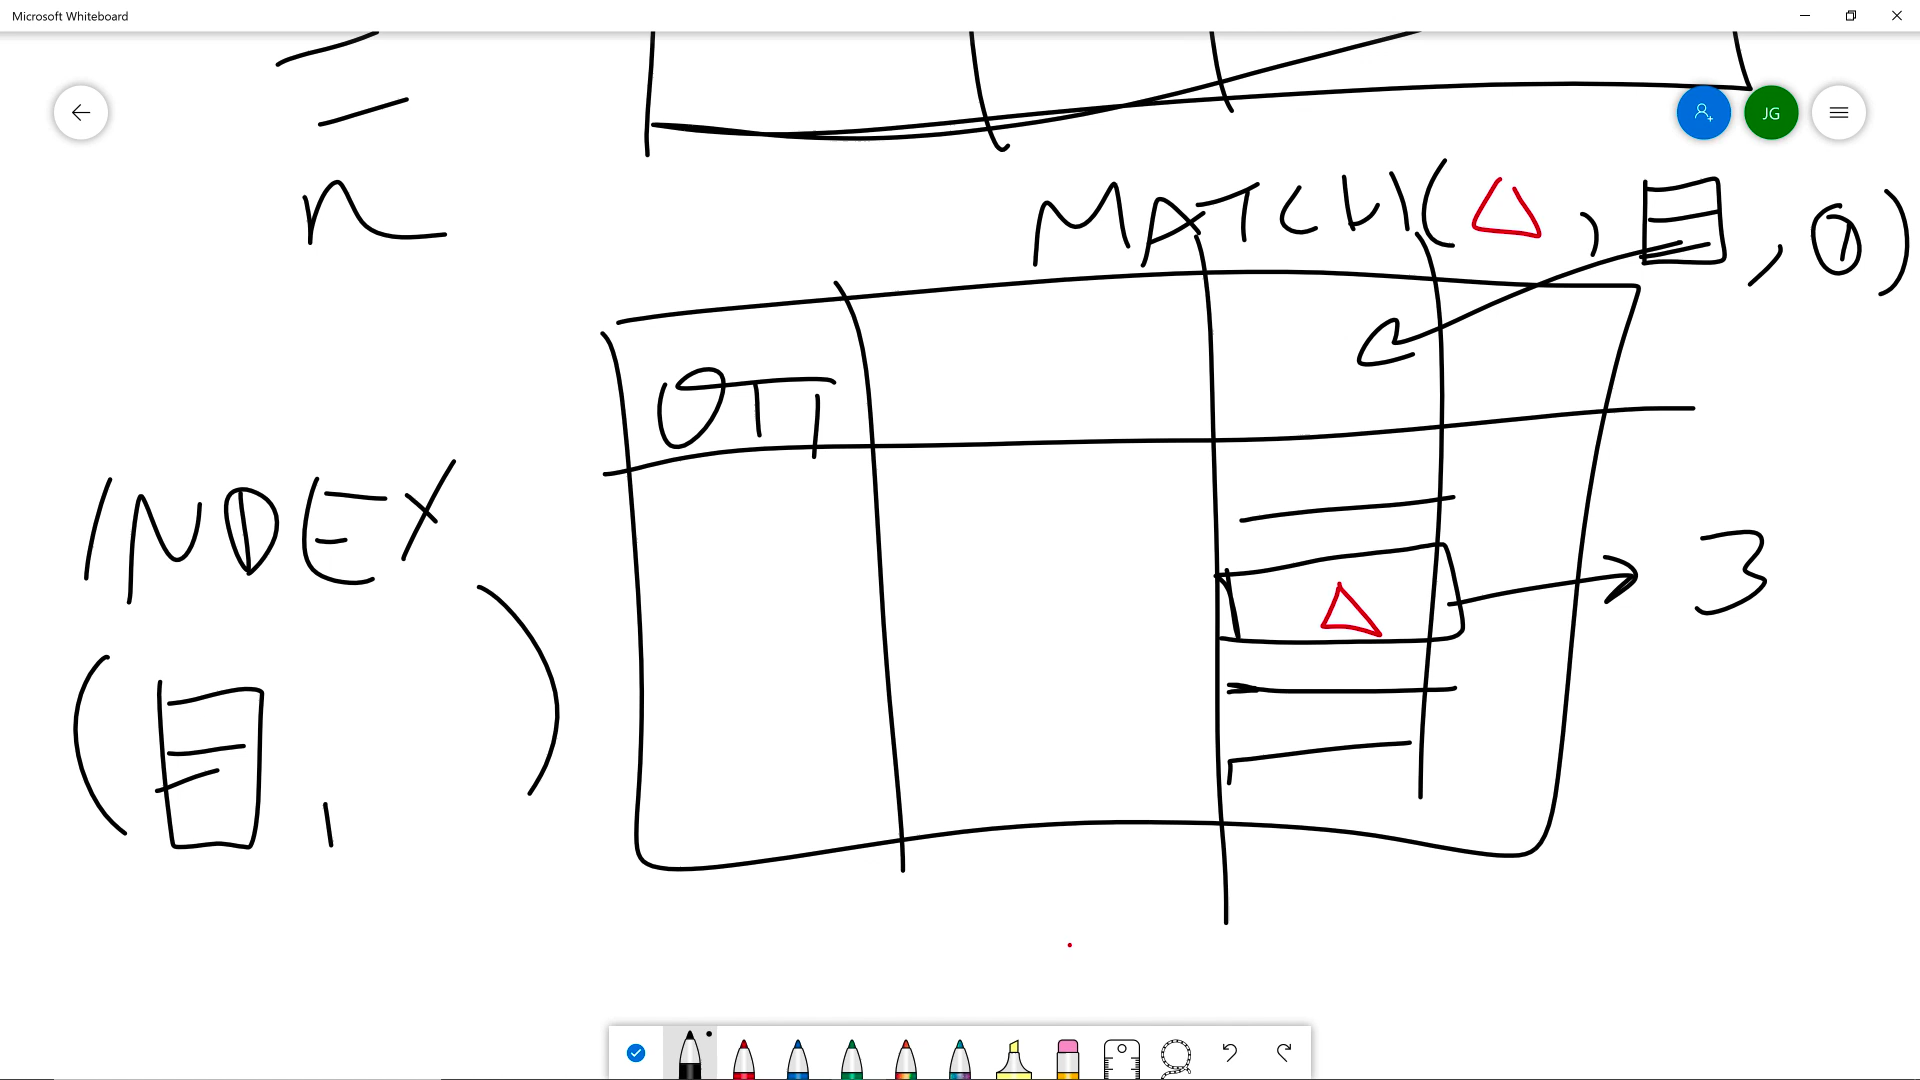 Microsoft Whiteboard
JG
n
MATCH(△, , 0)
OTT
INDEX
3
( , )